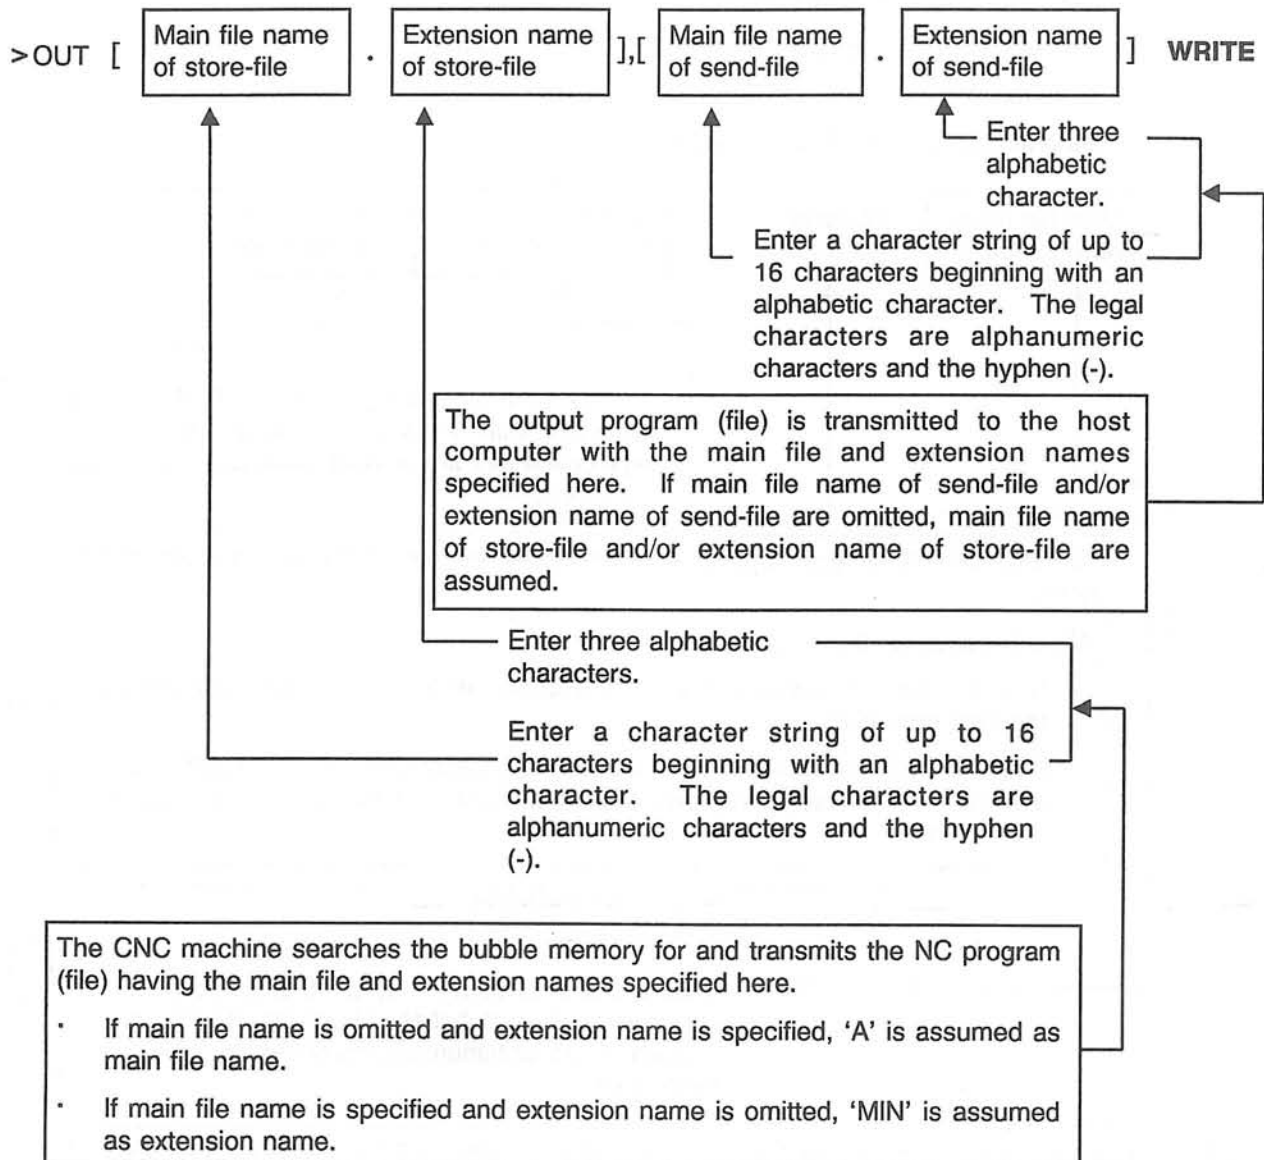 >OUT [ Main file name of store-file . Extension name of store-file ],[ Main file name of send-file . Extension name of send-file ] WRITE
Enter three
alphabetic
character.
Enter a character string of up to
16 characters beginning with an
alphabetic character. The legal
characters are alphanumeric
characters and the hyphen (-).
The output program (file) is transmitted to the host
computer with the main file and extension names
specified here. If main file name of send-file and/or
extension name of send-file are omitted, main file name
of store-file and/or extension name of store-file are
assumed.
Enter three alphabetic
characters.
Enter a character string of up to 16
characters beginning with an alphabetic
character. The legal characters are
alphanumeric characters and the hyphen
(-).
The CNC machine searches the bubble memory for and transmits the NC program
(file) having the main file and extension names specified here.
· If main file name is omitted and extension name is specified, 'A' is assumed as
main file name.
· If main file name is specified and extension name is omitted, 'MIN' is assumed
as extension name.